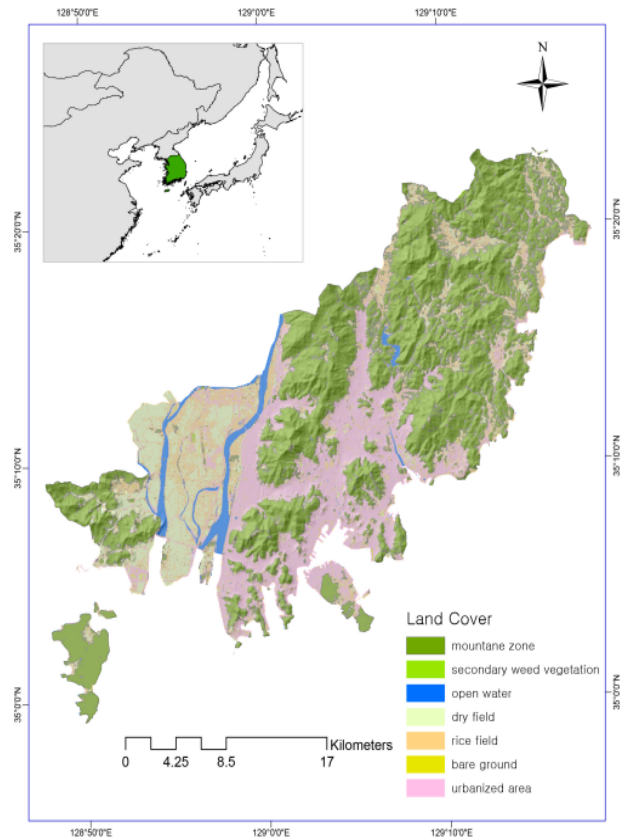 128°50'0"E 129°0'0"E 129°10'0"E
N
35°20'0"N 35°20'0"N
35°10'0"N 35°10'0"N
35°0'0"N 35°0'0"N
Land Cover
mountane zone
secondary weed vegetation
open water
dry field
rice field
bare ground
urbanized area
Kilometers
0 4.25 8.5 17
128°50'0"E 129°0'0"E 129°10'0"E